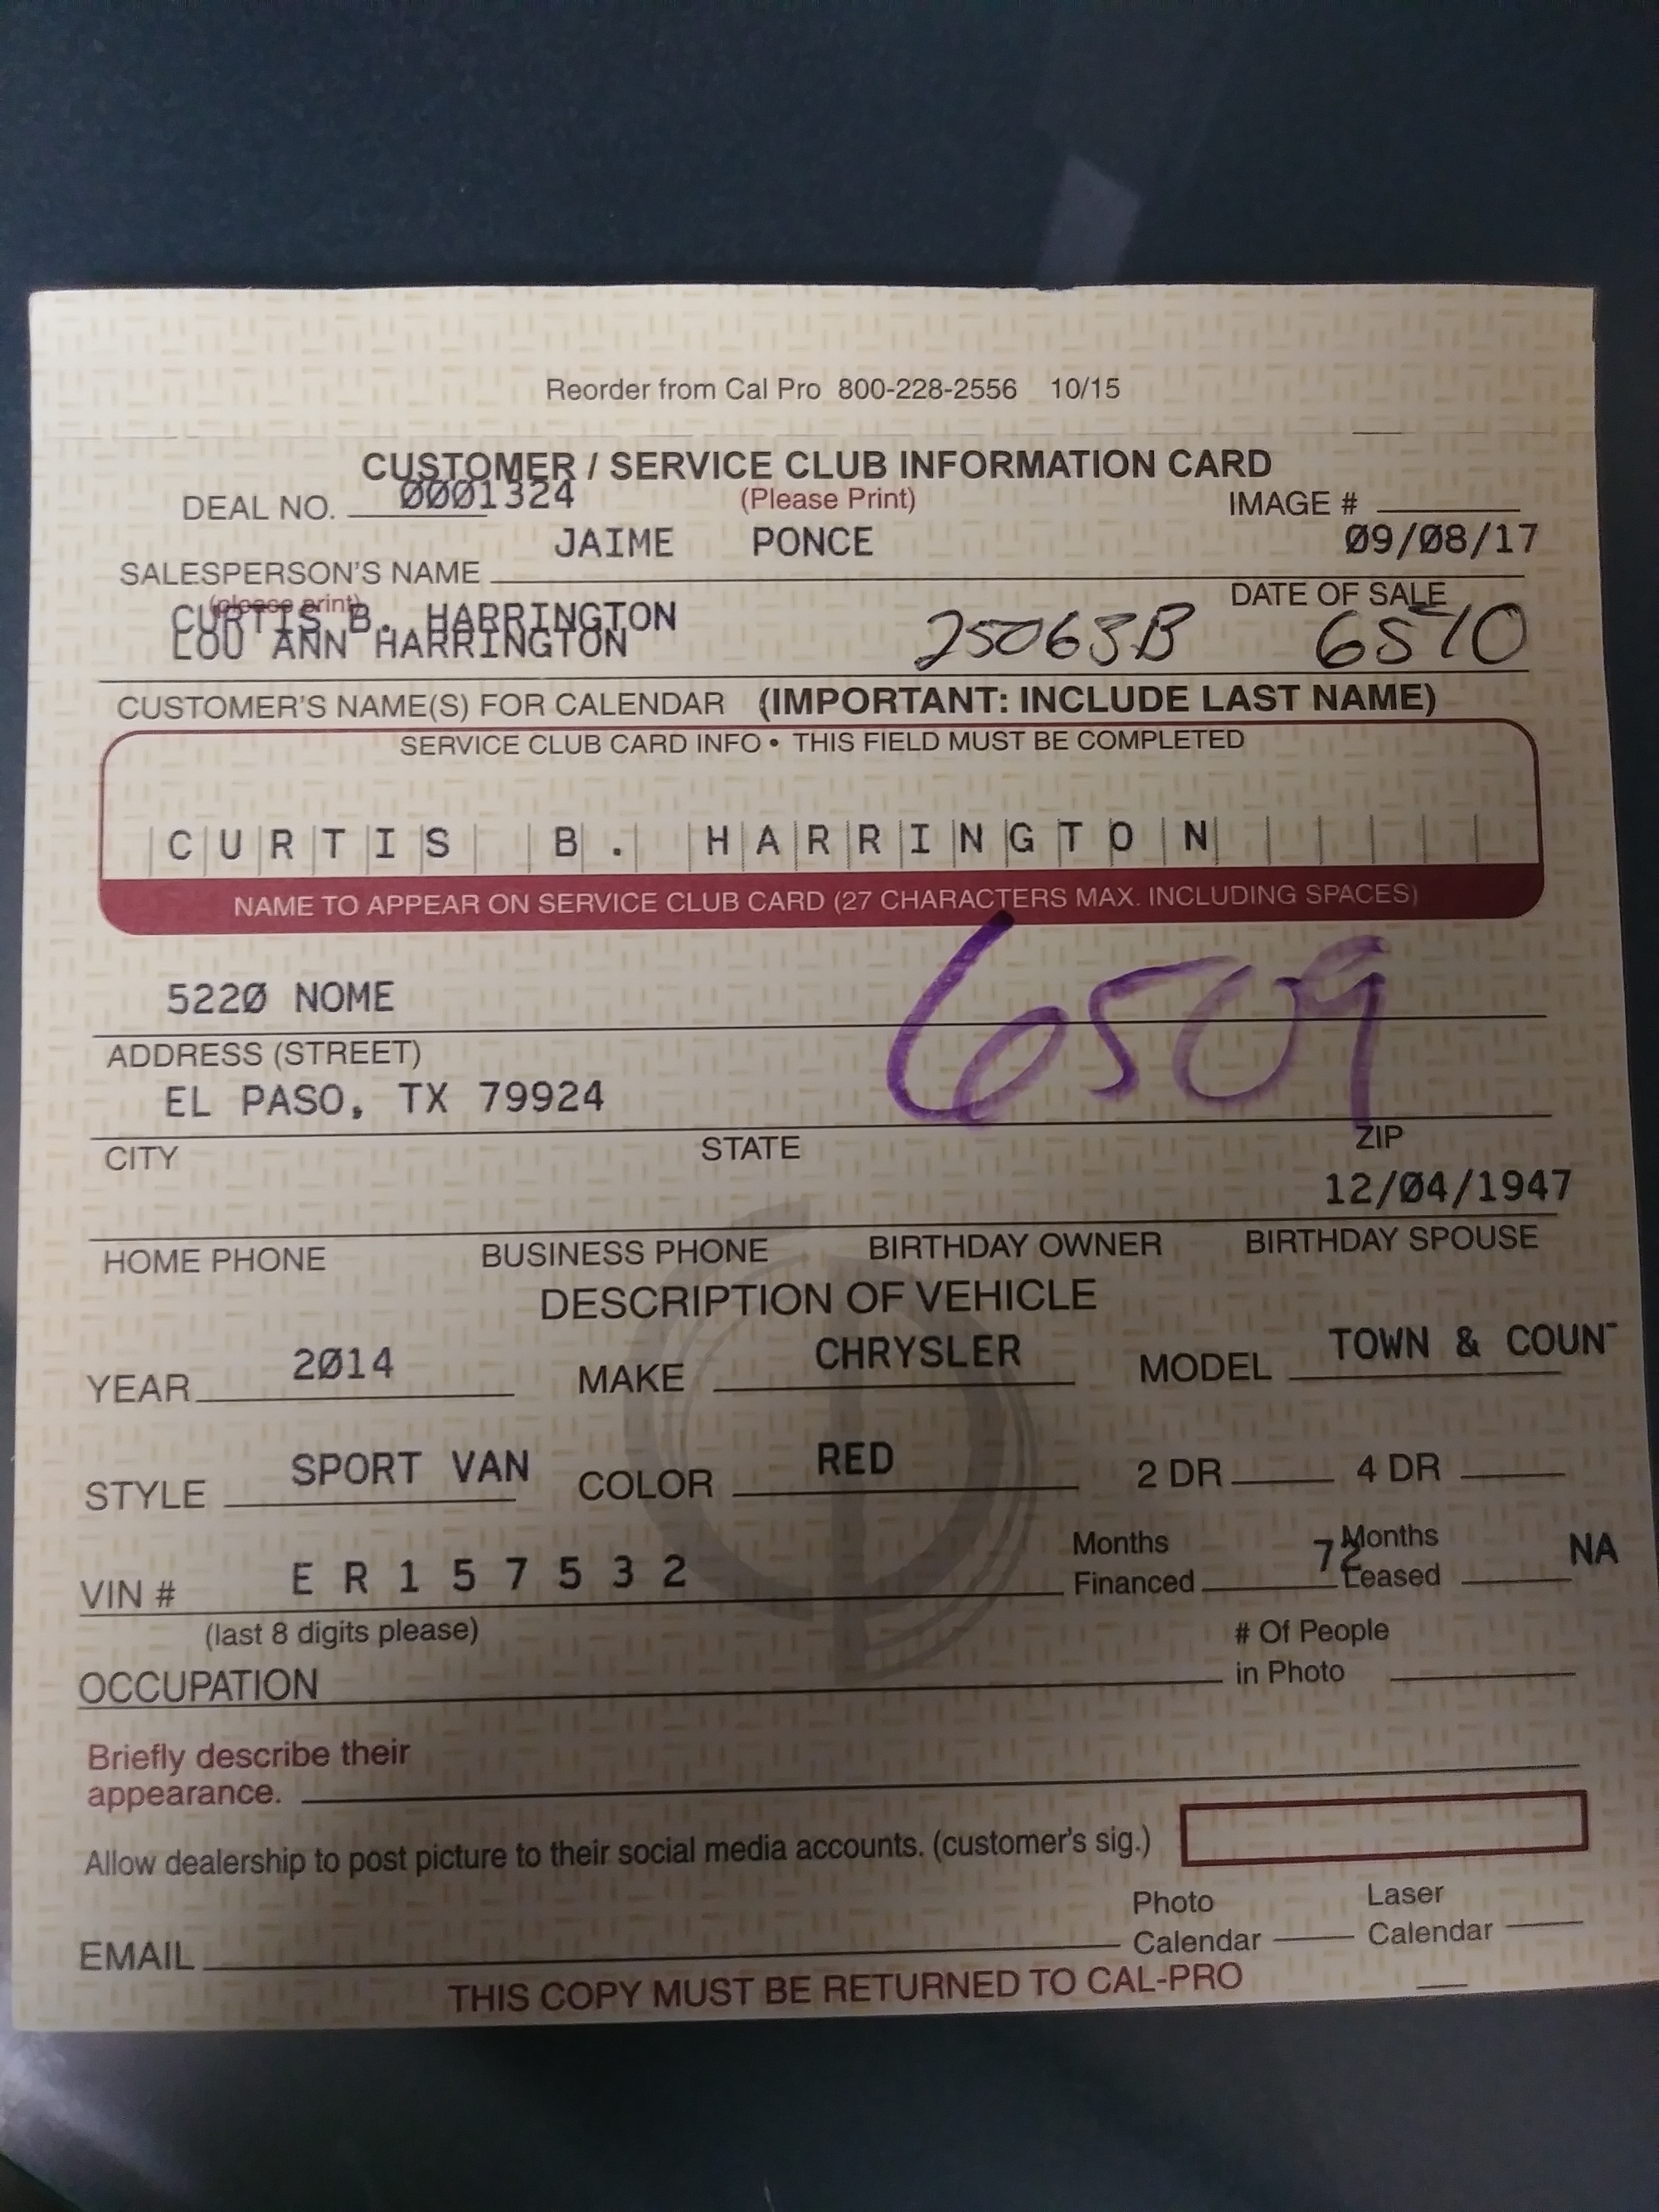 Reorder from Cal Pro 800-228-2556 10/15
CUSTOMER / SERVICE CLUB INFORMATION CARD
DEAL NO. 0001324 (Please Print) IMAGE #
JAIME PONCE 09/08/17
SALESPERSON'S NAME DATE OF SALE
(please print)
CURTIS B. HARRINGTON
LOU ANN HARRINGTON 25063B 6510
CUSTOMER'S NAME(S) FOR CALENDAR (IMPORTANT: INCLUDE LAST NAME)
SERVICE CLUB CARD INFO • THIS FIELD MUST BE COMPLETED
CURTIS B. HARRINGTON
NAME TO APPEAR ON SERVICE CLUB CARD (27 CHARACTERS MAX. INCLUDING SPACES)
6509
5220 NOME
ADDRESS (STREET)
EL PASO, TX 79924
CITY STATE ZIP
12/04/1947
HOME PHONE BUSINESS PHONE BIRTHDAY OWNER BIRTHDAY SPOUSE
DESCRIPTION OF VEHICLE
YEAR 2014 MAKE CHRYSLER MODEL TOWN & COUN
STYLE SPORT VAN COLOR RED 2 DR 4 DR
VIN # E R 1 5 7 5 3 2 Months Financed 72 Months Leased NA
(last 8 digits please) # Of People
OCCUPATION in Photo
Briefly describe their
appearance.
Allow dealership to post picture to their social media accounts. (customer's sig.)
Photo Laser
EMAIL Calendar Calendar
THIS COPY MUST BE RETURNED TO CAL-PRO